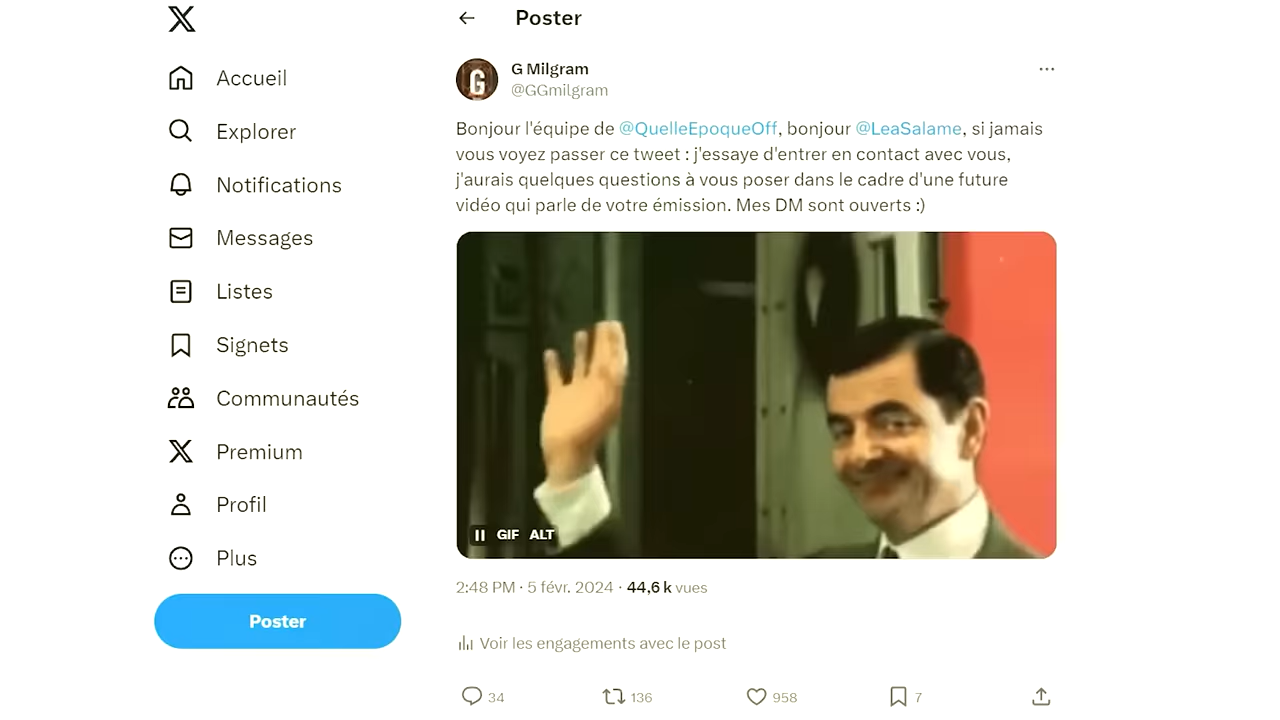 Accueil
Explorer
Notifications
Messages
Listes
Signets
Communautés
Premium
Profil
Plus
Poster
Poster
G Milgram
@GGmilgram
Bonjour l'équipe de @QuelleEpoqueOff, bonjour @LeaSalame, si jamais
vous voyez passer ce tweet : j'essaye d'entrer en contact avec vous,
j'aurais quelques questions à vous poser dans le cadre d'une future
vidéo qui parle de votre émission. Mes DM sont ouverts :)
GIF ALT
2:48 PM · 5 févr. 2024 · 44,6 k vues
Voir les engagements avec le post
34 136 958 7